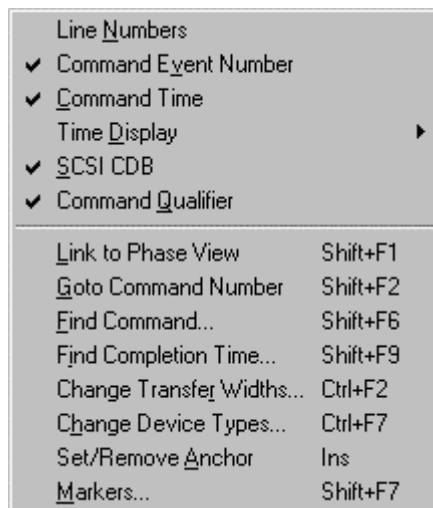 Line Numbers
Command Event Number
Command Time
Time Display
SCSI CDB
Command Qualifier
Link to Phase View Shift+F1
Goto Command Number Shift+F2
Find Command... Shift+F6
Find Completion Time... Shift+F9
Change Transfer Widths... Ctrl+F2
Change Device Types... Ctrl+F7
Set/Remove Anchor Ins
Markers... Shift+F7